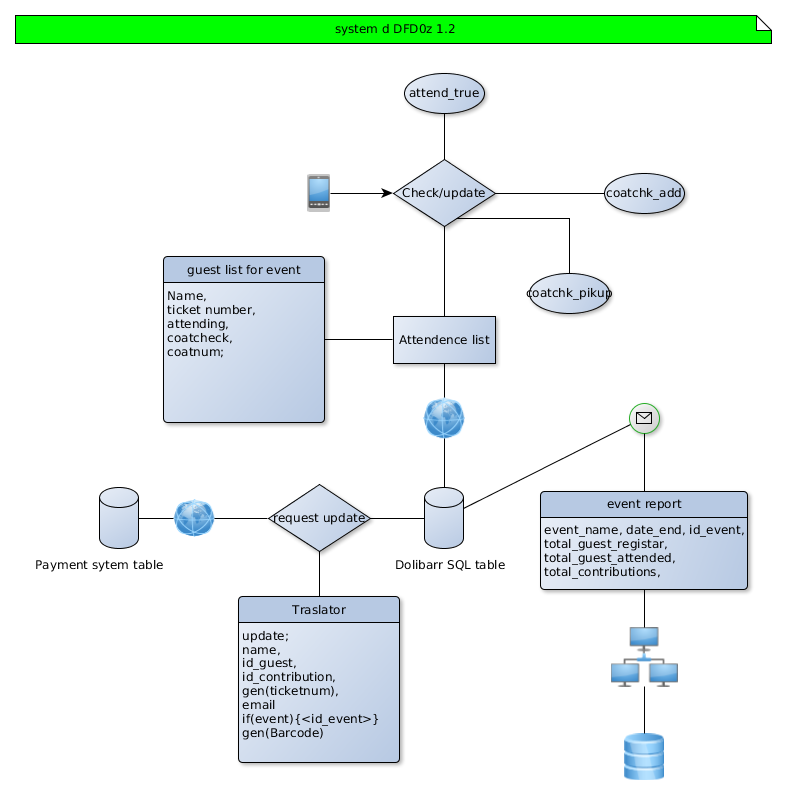 system d DFD0z 1.2
attend_true
Check/update
coatchk_add
guest list for event
Name,
ticket number,
attending,
coatcheck,
coatnum;
coatchk_pikup
Attendence list
request update
event report
event_name, date_end, id_event,
total_guest_registar,
total_guest_attended,
total_contributions,
Payment sytem table
Dolibarr SQL table
Traslator
update;
name,
id_guest,
id_contribution,
gen(ticketnum),
email
if(event){<id_event>}
gen(Barcode)